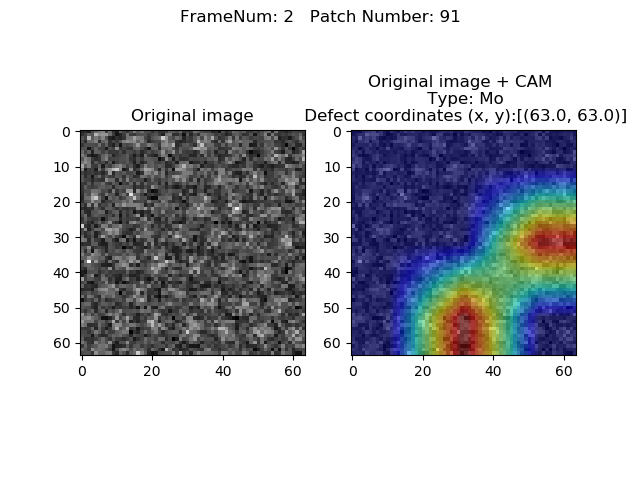 FrameNum: 2   Patch Number: 91
Original image
0
10
20
30
40
50
60
0 20 40 60
Original image + CAM
Type: Mo
Defect coordinates (x, y):[(63.0, 63.0)]
0
10
20
30
40
50
60
0 20 40 60